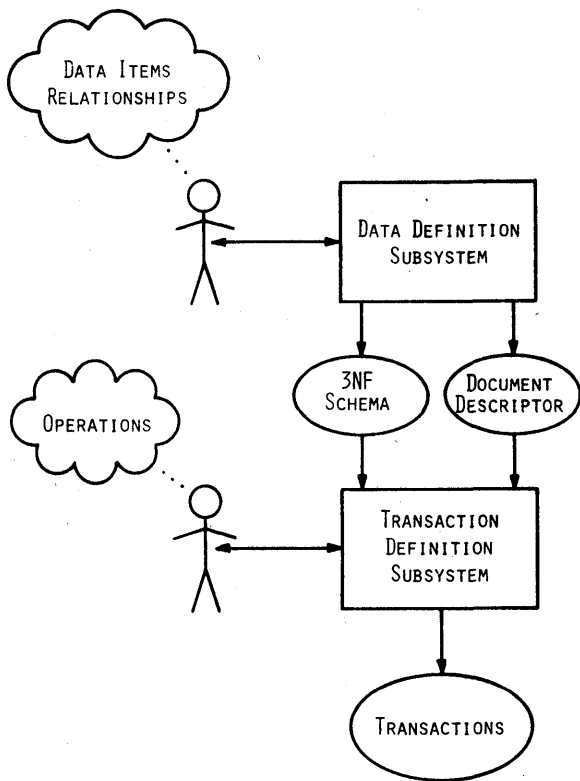 DATA ITEMS
RELATIONSHIPS
DATA DEFINITION
SUBSYSTEM
3NF
SCHEMA
DOCUMENT
DESCRIPTOR
OPERATIONS
TRANSACTION
DEFINITION
SUBSYSTEM
TRANSACTIONS